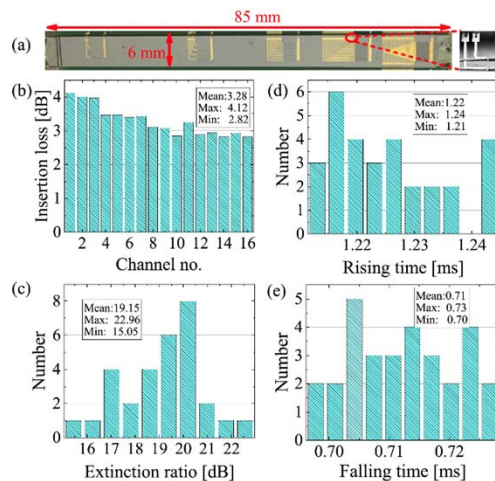 85 mm
(a)
6 mm
(b)
Insertion loss [dB]
4
3
2
1
0
Mean:3.28
Max: 4.12
Min: 2.82
2 4 6 8 10 12 14 16
Channel no.
(d)
Number
6
5
4
3
2
1
0
Mean:1.22
Max: 1.24
Min: 1.21
1.22 1.23 1.24
Rising time [ms]
(c)
Number
8
6
4
2
0
Mean:19.15
Max: 22.96
Min: 15.05
16 17 18 19 20 21 22
Extinction ratio [dB]
(e)
Number
5
4
3
2
1
0
Mean:0.71
Max: 0.73
Min: 0.70
0.70 0.71 0.72
Falling time [ms]